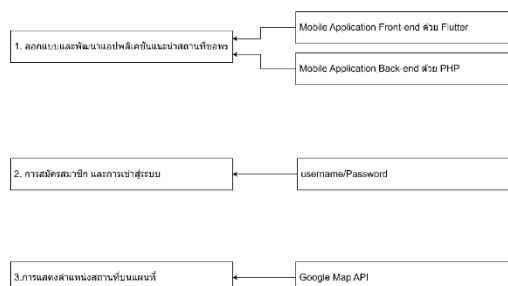 Mobile Application Front-end ด้วย Flutter
1. ออกแบบและพัฒนาแอปพลิเคชันแนะนำสถานที่ขอพร
Mobile Application Back-end ด้วย PHP
2. การสมัครสมาชิก และการเข้าสู่ระบบ
username/Password
3.การแสดงตำแหน่งสถานที่บนแผนที่
Google Map API